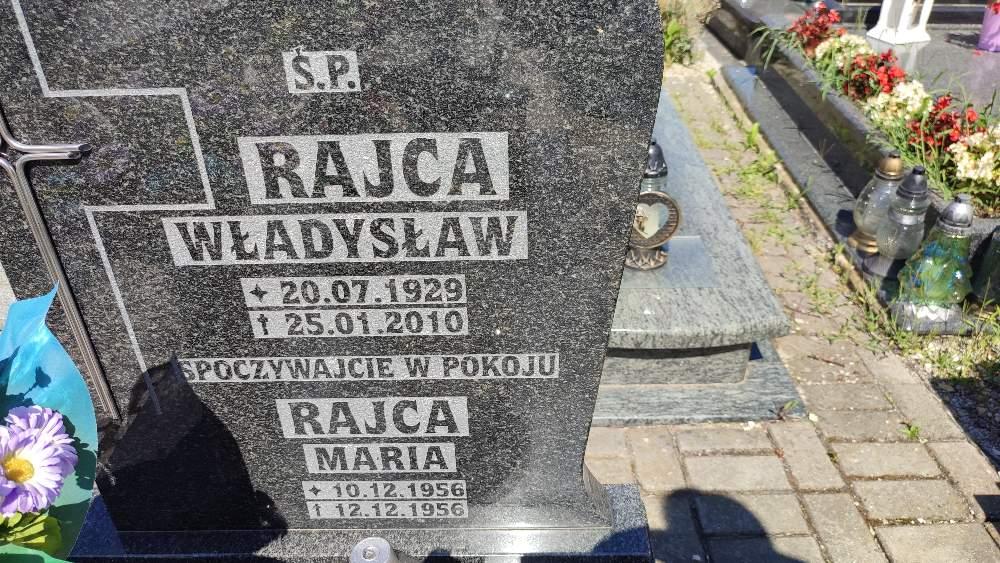 Ś.P.
RAJCA
WŁADYSŁAW
✦ 20.07.1929
† 25.01.2010
SPOCZYWAJCIE W POKOJU
RAJCA
MARIA
✦ 10.12.1956
† 12.12.1956